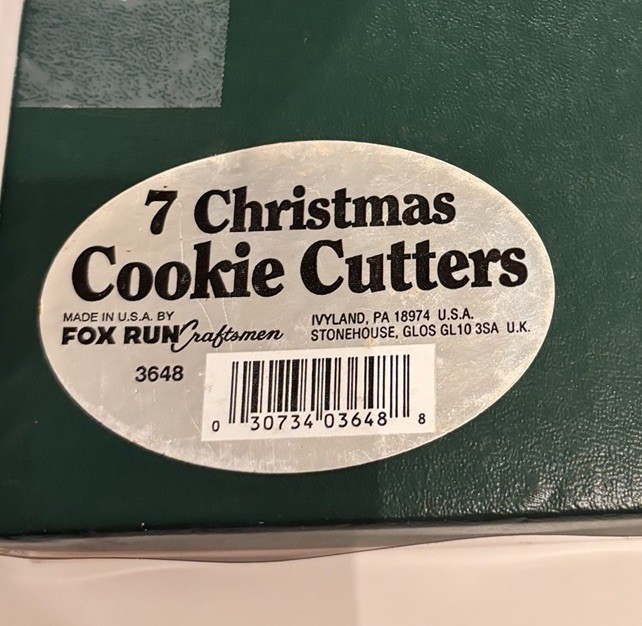 7 Christmas
Cookie Cutters
MADE IN U.S.A. BY
FOX RUN Craftsmen
IVYLAND, PA 18974 U.S.A.
STONEHOUSE, GLOS GL10 3SA U.K.
3648
0 30734 03648 8